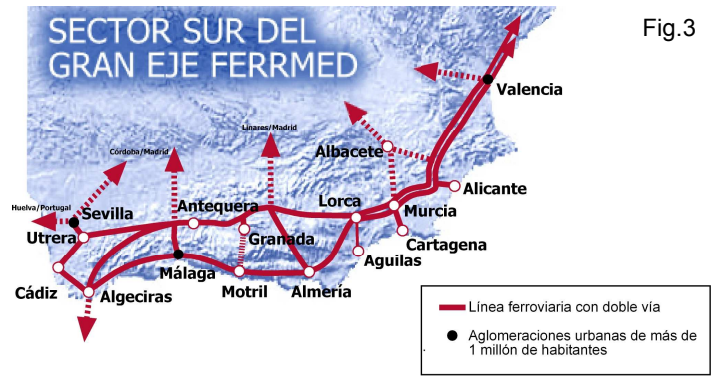 SECTOR SUR DEL
GRAN EJE FERRMED
Fig.3
Valencia
Linares/Madrid
Córdoba/Madrid
Albacete
Alicante
Huelva/Portugal
Sevilla
Antequera
Lorca
Murcia
Utrera
Granada
Cartagena
Aguilas
Málaga
Cádiz
Algeciras
Motril
Almería
Línea ferroviaria con doble vía
Aglomeraciones urbanas de más de
1 millón de habitantes